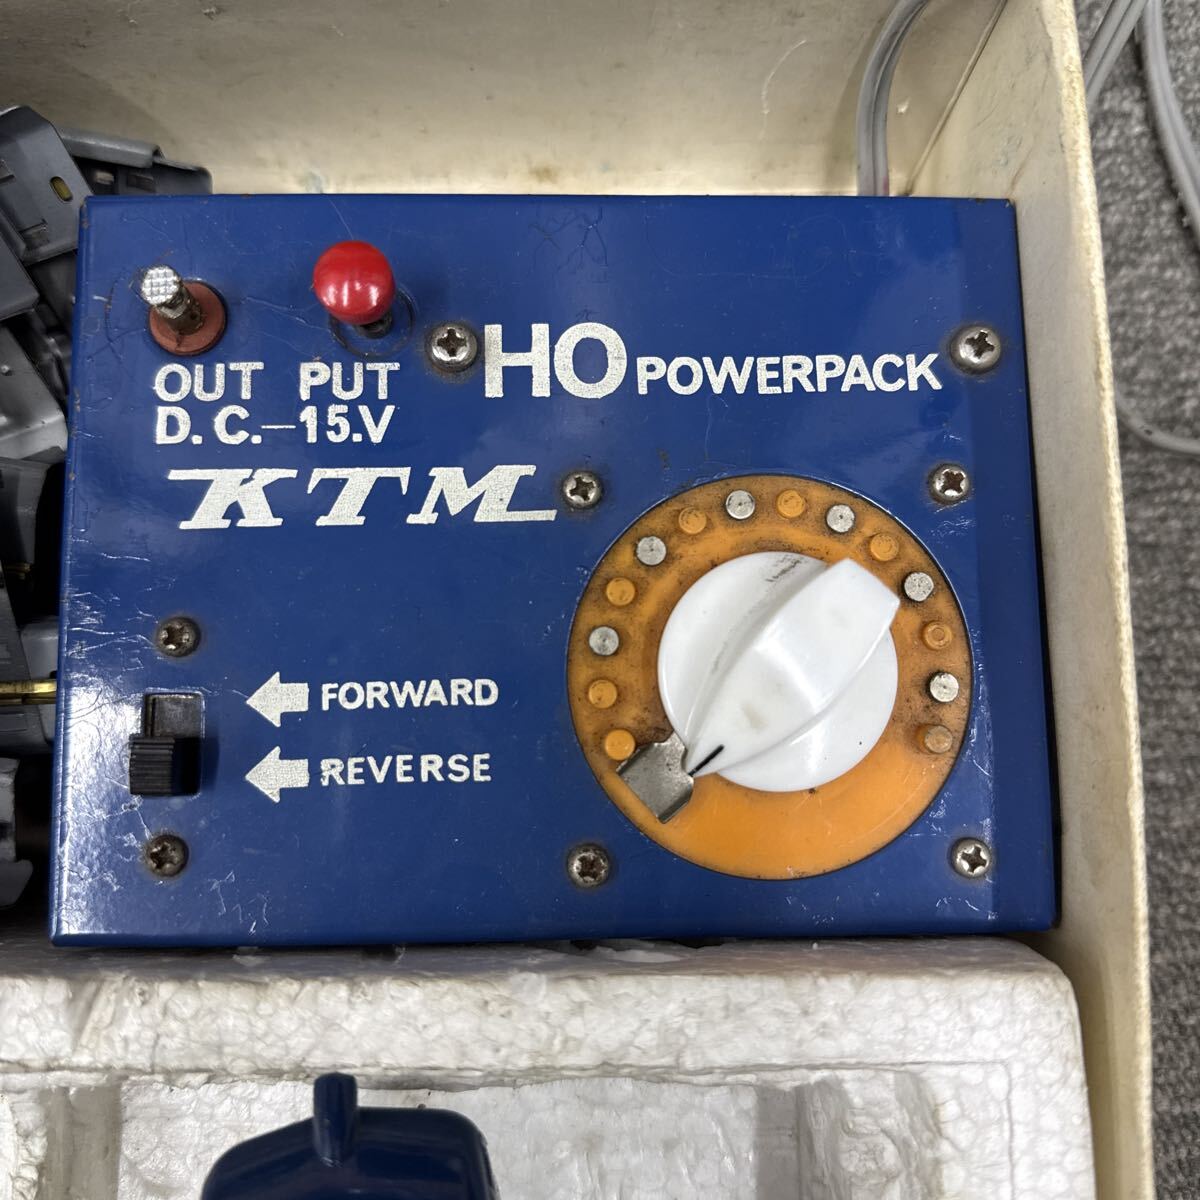 OUT PUT
D.C.-15.V
HO POWERPACK
KTM
FORWARD
REVERSE